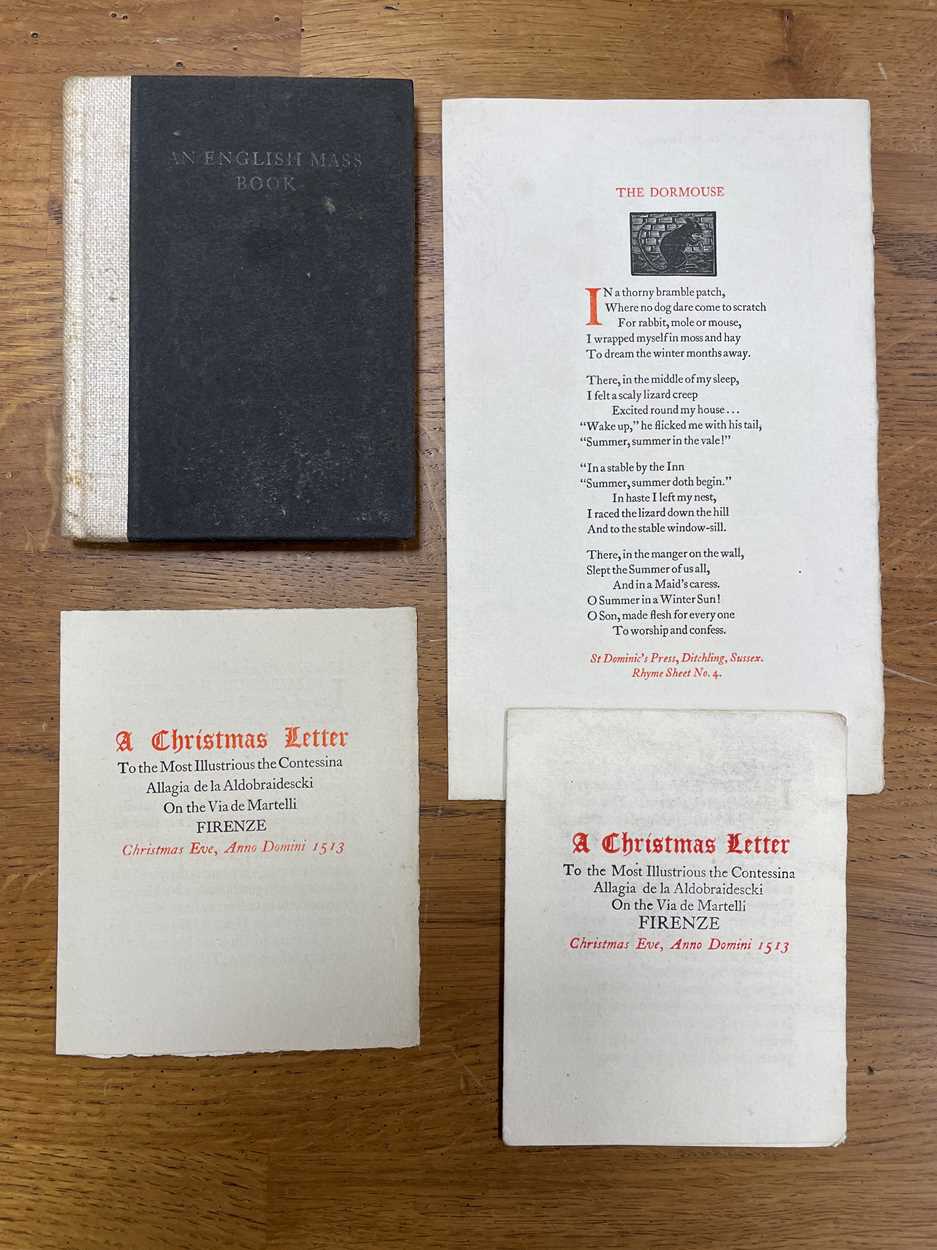 AN ENGLISH MASS
BOOK
THE DORMOUSE
IN a thorny bramble patch,
Where no dog dare come to scratch
For rabbit, mole or mouse,
I wrapped myself in moss and hay
To dream the winter months away.
There, in the middle of my sleep,
I felt a scaly lizard creep
Excited round my house...
“Wake up,” he flicked me with his tail,
“Summer, summer in the vale!”
“In a stable by the Inn
“Summer, summer doth begin.”
In haste I left my nest,
I raced the lizard down the hill
And to the stable window-sill.
There, in the manger on the wall,
Slept the Summer of us all,
And in a Maid's caress.
O Summer in a Winter Sun!
O Son, made flesh for every one
To worship and confess.
St Dominic's Press, Ditchling, Sussex.
Rhyme Sheet No. 4.
A Christmas Letter
To the Most Illustrious the Contessina
Allagia de la Aldobraidescki
On the Via de Martelli
FIRENZE
Christmas Eve, Anno Domini 1513
A Christmas Letter
To the Most Illustrious the Contessina
Allagia de la Aldobraidescki
On the Via de Martelli
FIRENZE
Christmas Eve, Anno Domini 1513